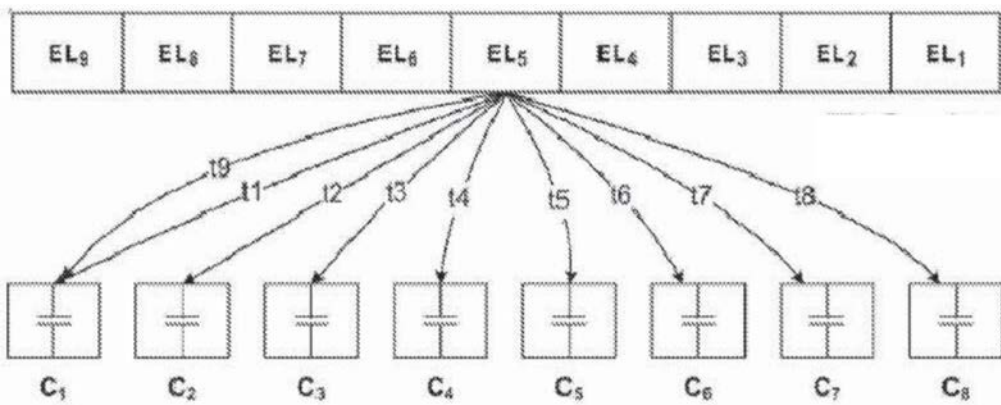 EL₉ EL₈ EL₇ EL₆ EL₅ EL₄ EL₃ EL₂ EL₁
t9 t1 t2 t3 t4 t5 t6 t7 t8
C₁ C₂ C₃ C₄ C₅ C₆ C₇ C₈